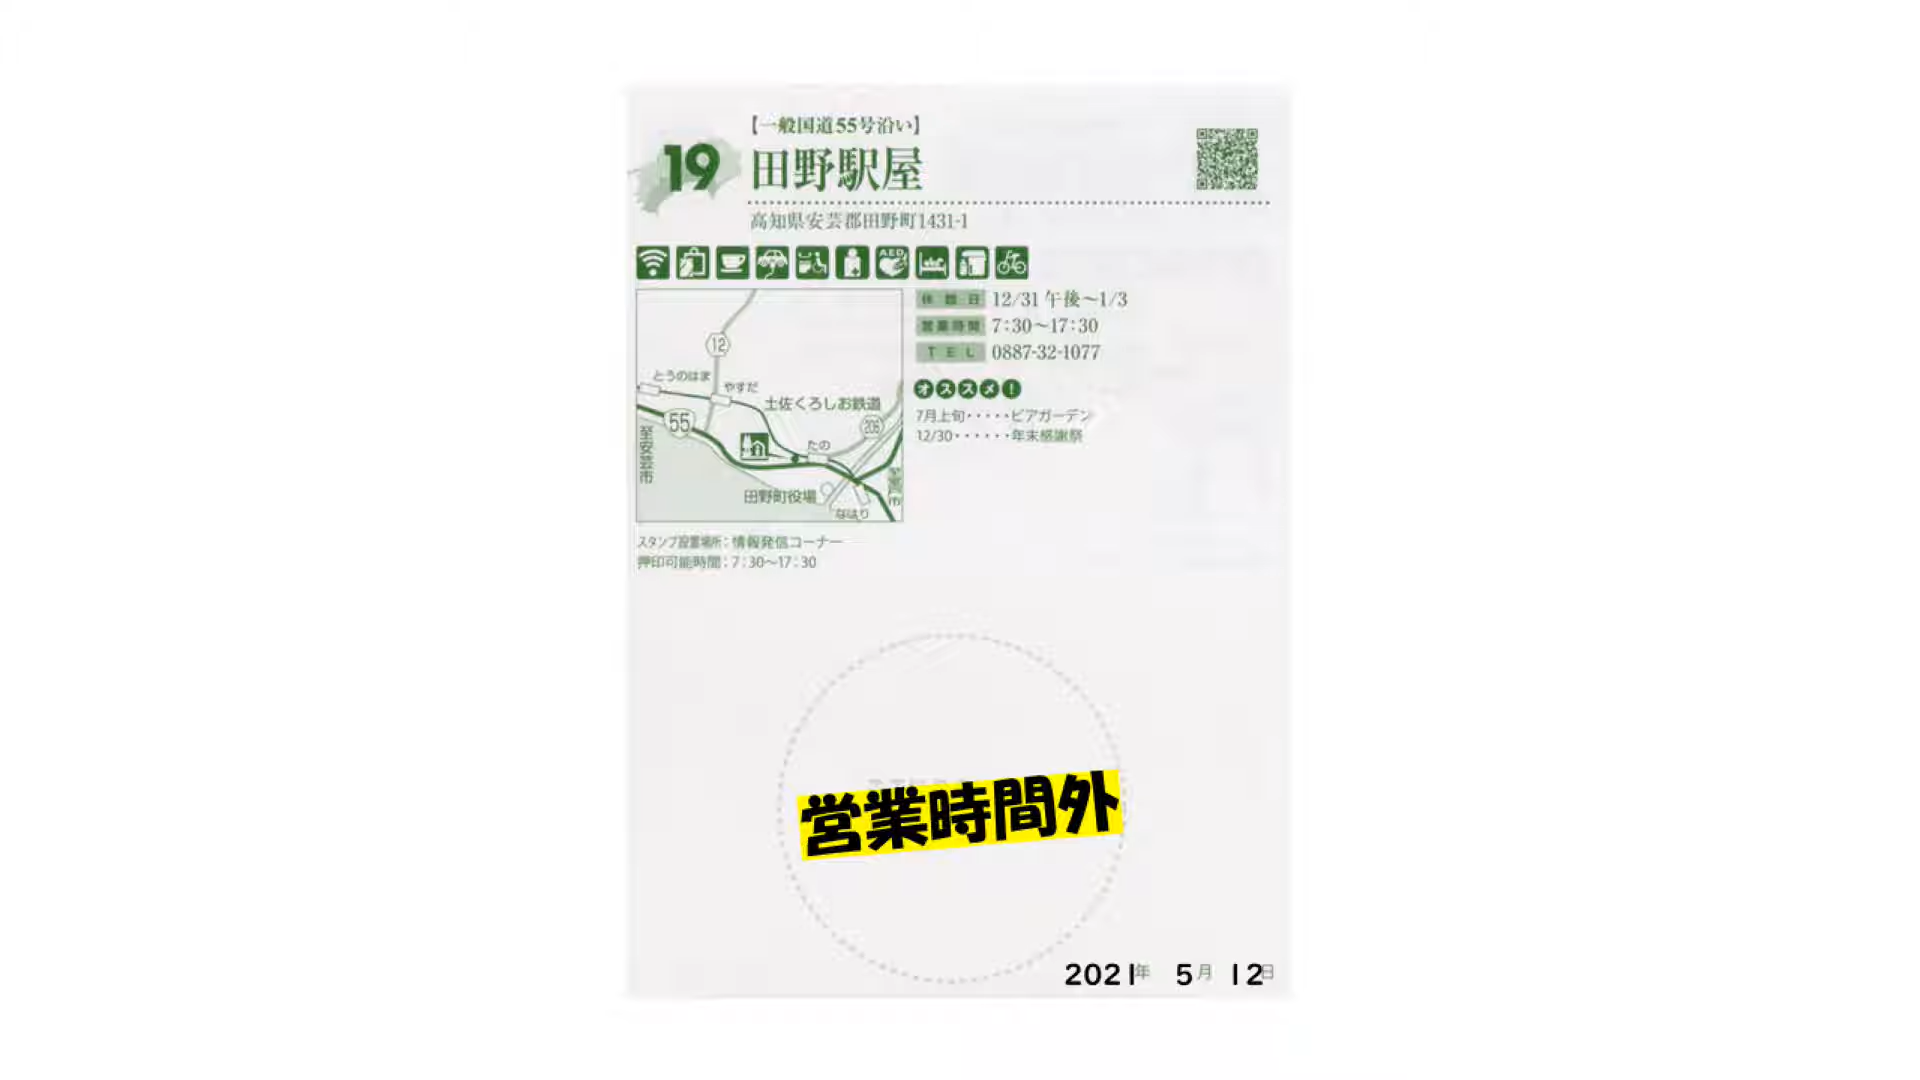 【一般国道55号沿い】
19
田野駅屋
高知県安芸郡田野町1431-1
AED
休館日 12/31 午後〜1/3
営業時間 7:30〜17:30
TEL 0887-32-1077
オススメ!
7月上旬・・・・・ビアガーデン
12/30・・・・・・年末感謝祭
12
とうのはま
やすだ
土佐くろしお鉄道
55
206
至安芸市
たの
田野町役場
なはり
スタンプ設置場所：情報発信コーナー
押印可能時間：7：30〜17：30
営業時間外
2021年 5月 12日